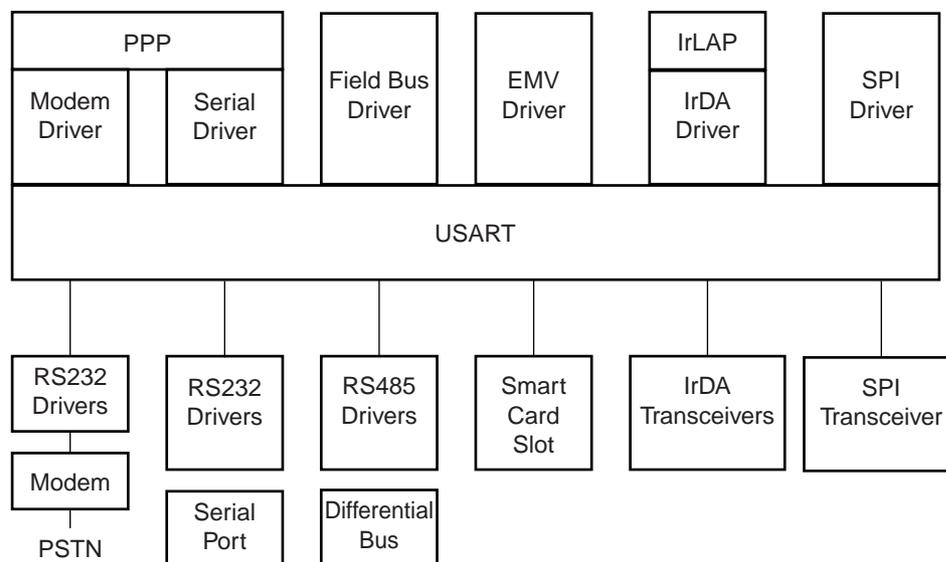 PPP
IrLAP
Modem
Driver
Serial
Driver
Field Bus
Driver
EMV
Driver
IrDA
Driver
SPI
Driver
USART
RS232
Drivers
RS232
Drivers
RS485
Drivers
Smart
Card
Slot
IrDA
Transceivers
SPI
Transceiver
Modem
Serial
Port
Differential
Bus
PSTN